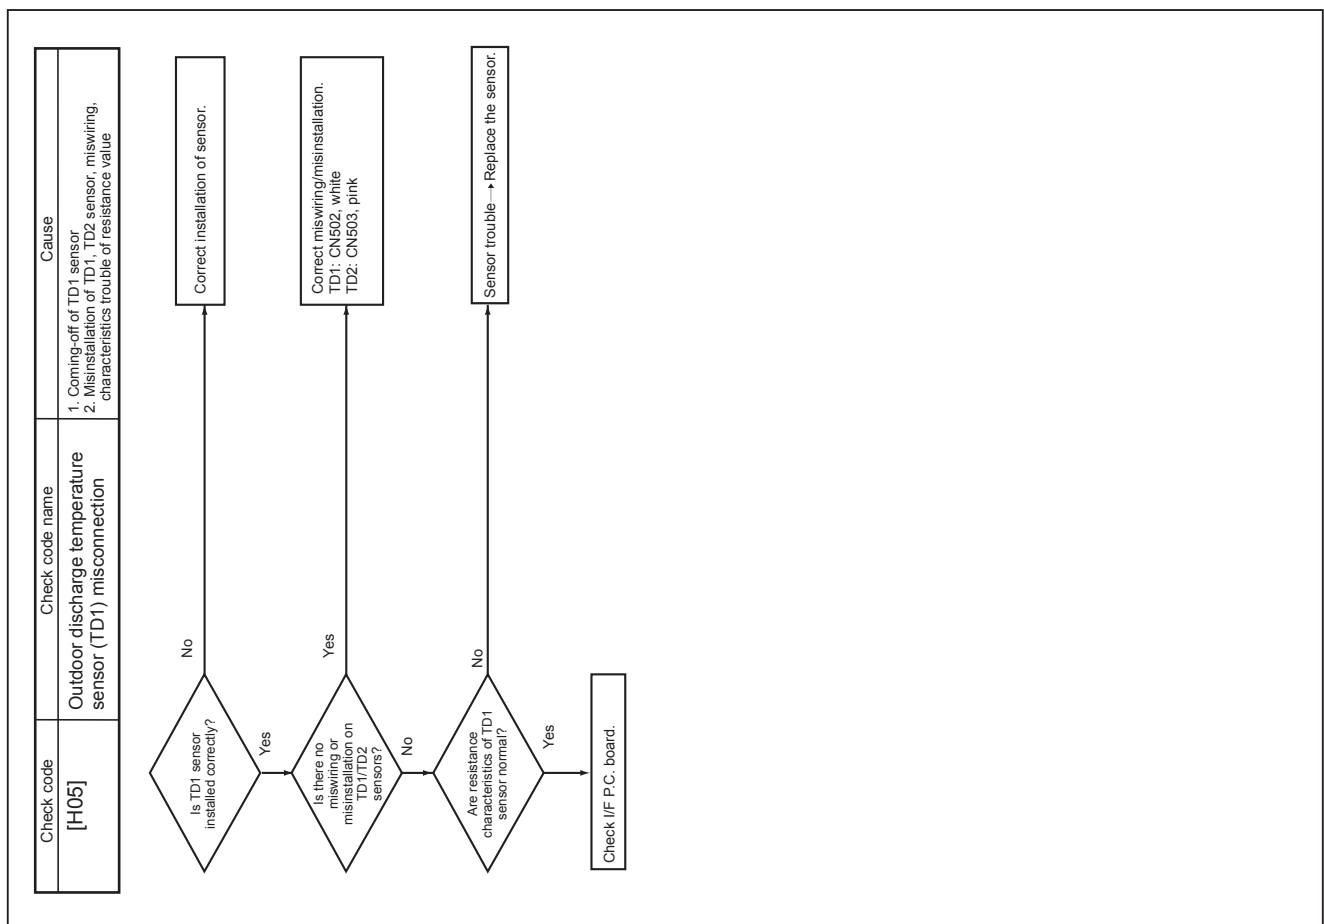 Check code
Check code name
Cause
[H05]
Outdoor discharge temperature
sensor (TD1) misconnection
1. Coming-off of TD1 sensor
2. Misinstallation of TD1, TD2 sensor, miswiring,
characteristics trouble of resistance value
Is TD1 sensor
installed correctly?
No
Correct installation of sensor.
Yes
Is there no
miswiring or
misinstallation on
TD1/TD2
sensors?
Yes
Correct miswiring/misinstallation.
TD1: CN502, white
TD2: CN503, pink
No
Are resistance
characteristics of TD1
sensor normal?
No
Sensor trouble → Replace the sensor.
Yes
Check I/F P.C. board.